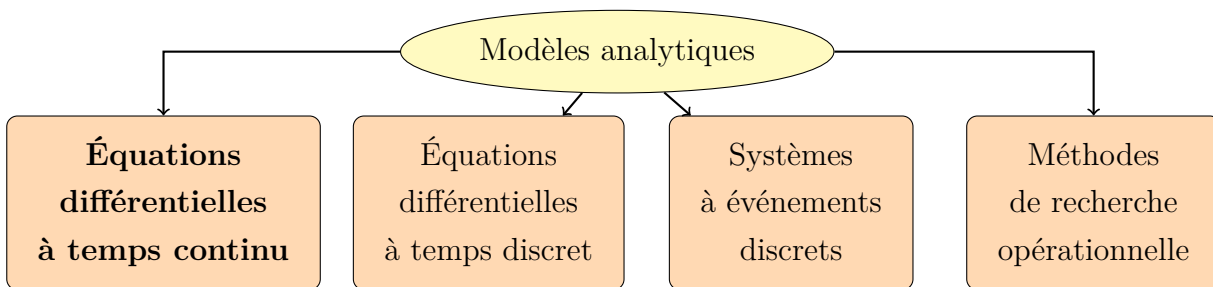 Modèles analytiques
Équations
différentielles
à temps continu
Équations
différentielles
à temps discret
Systèmes
à événements
discrets
Méthodes
de recherche
opérationnelle